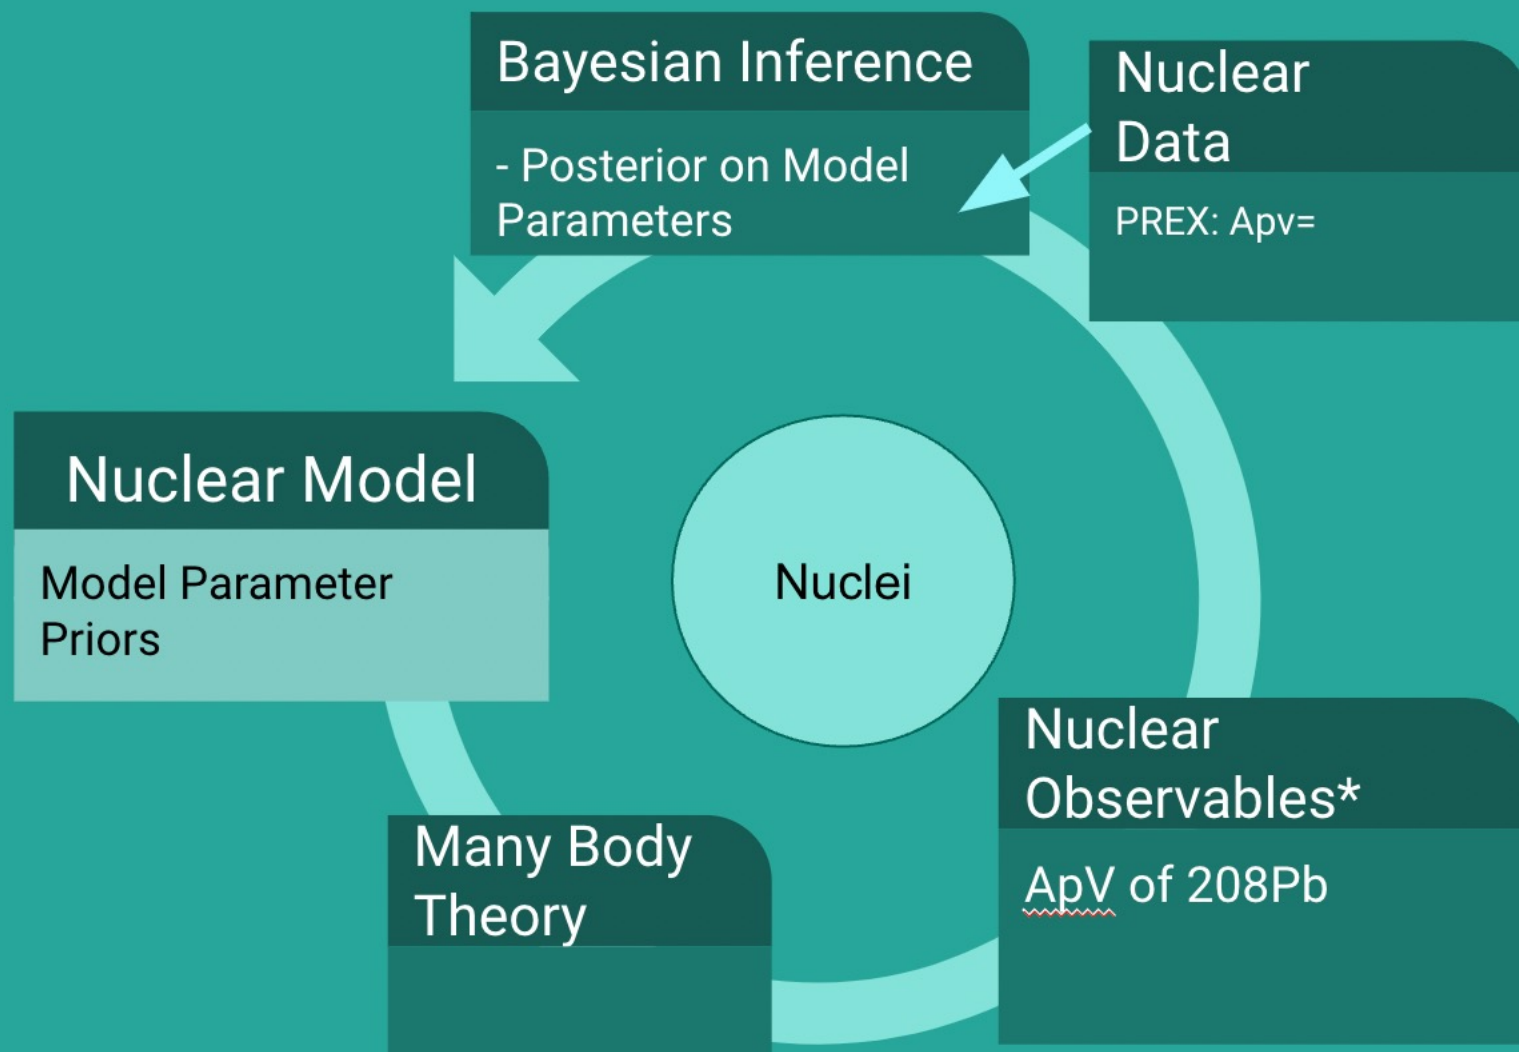 Bayesian Inference
- Posterior on Model
Parameters
Nuclear
Data
PREX: Apv=
Nuclear Model
Model Parameter
Priors
Nuclei
Nuclear
Observables*
ApV of 208Pb
Many Body
Theory